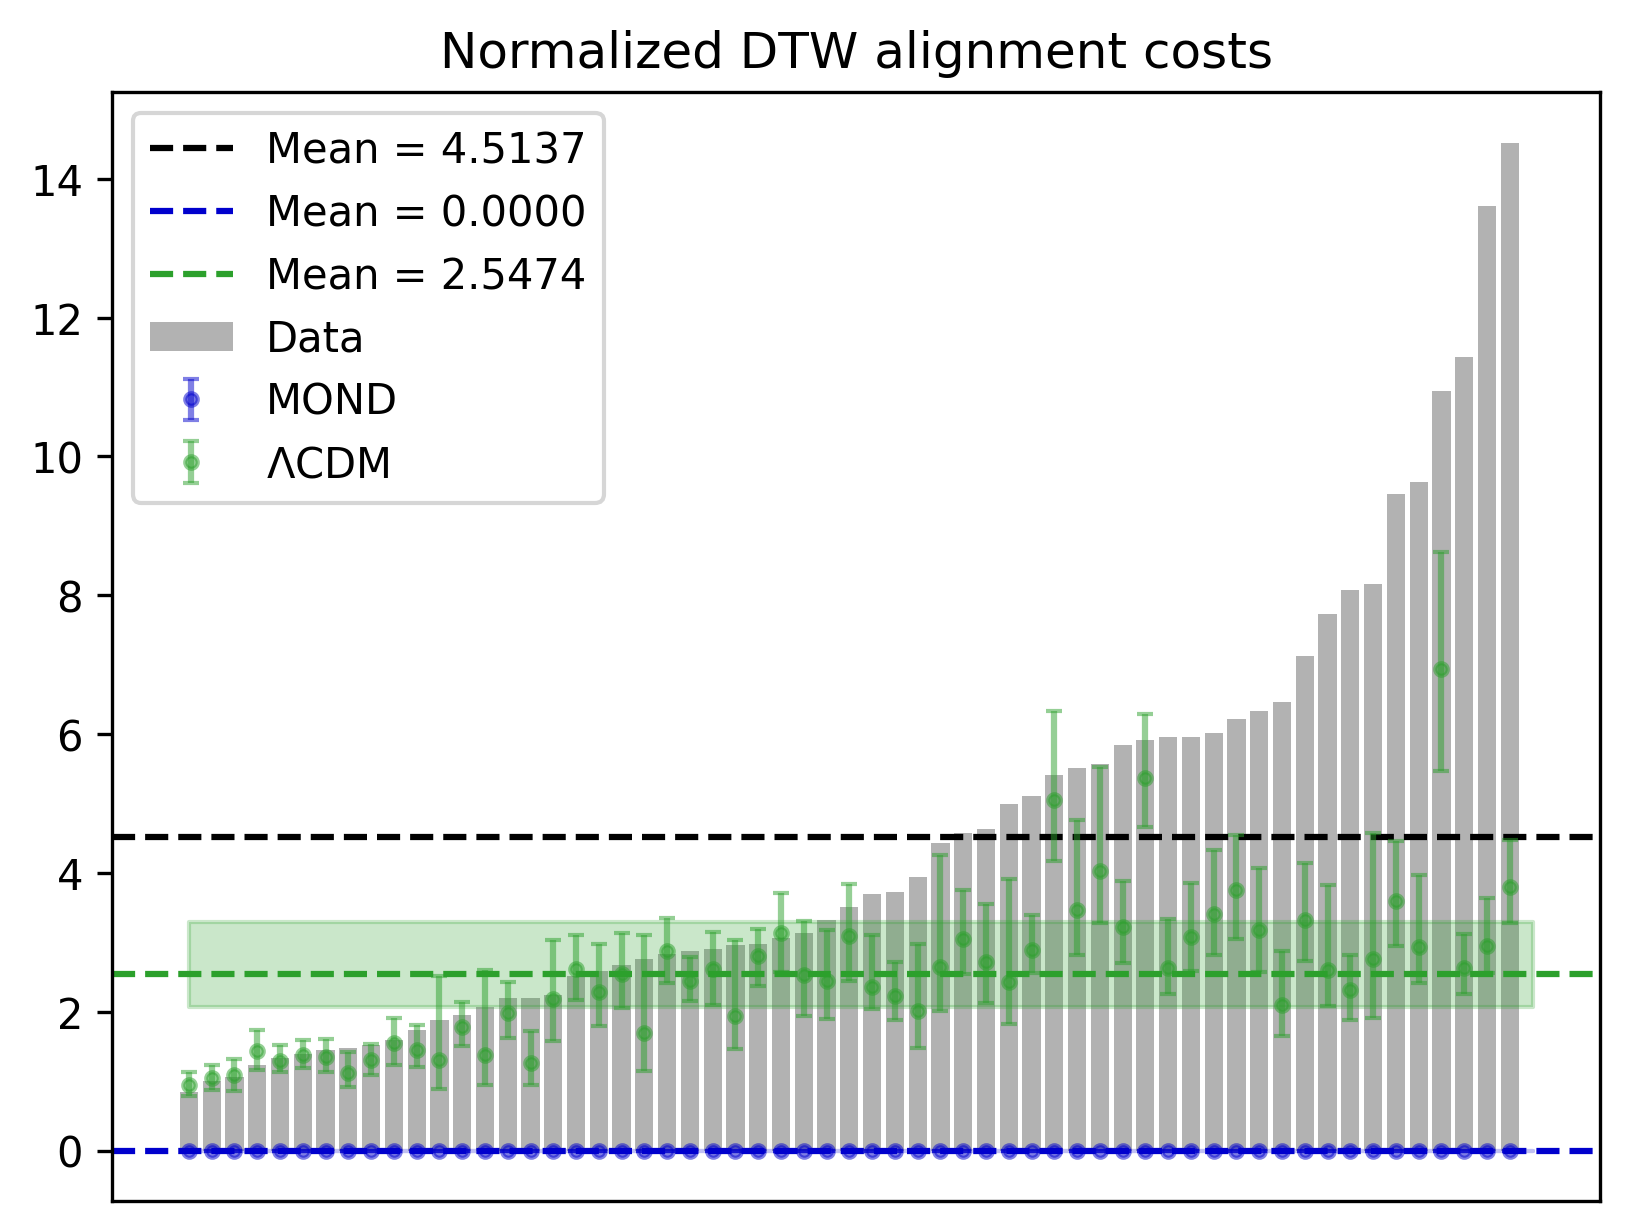 Normalized DTW alignment costs
Mean = 4.5137
Mean = 0.0000
Mean = 2.5474
Data
MOND
ΛCDM
14
12
10
8
6
4
2
0